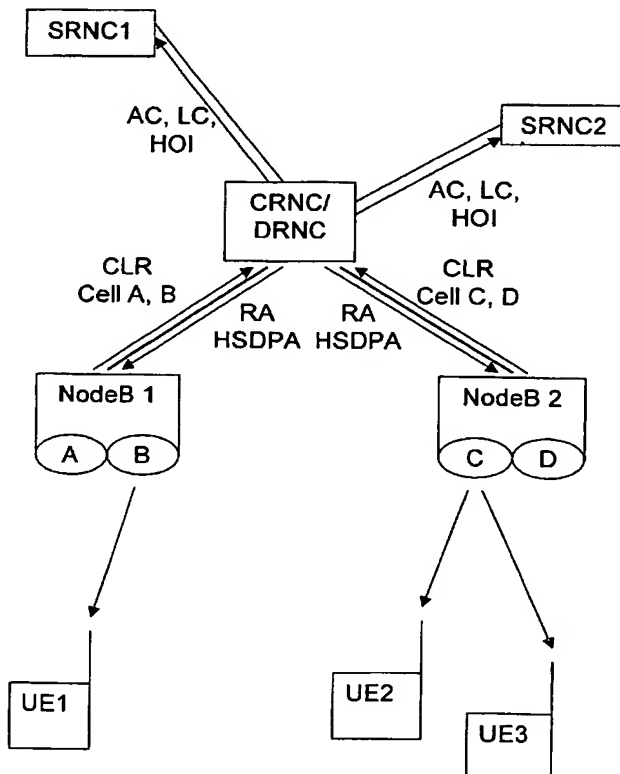 SRNC1
AC, LC,
HOI
SRNC2
AC, LC,
HOI
CRNC/
DRNC
CLR
Cell A, B
CLR
Cell C, D
RA
HSDPA
RA
HSDPA
NodeB 1
A
B
NodeB 2
C
D
UE1
UE2
UE3